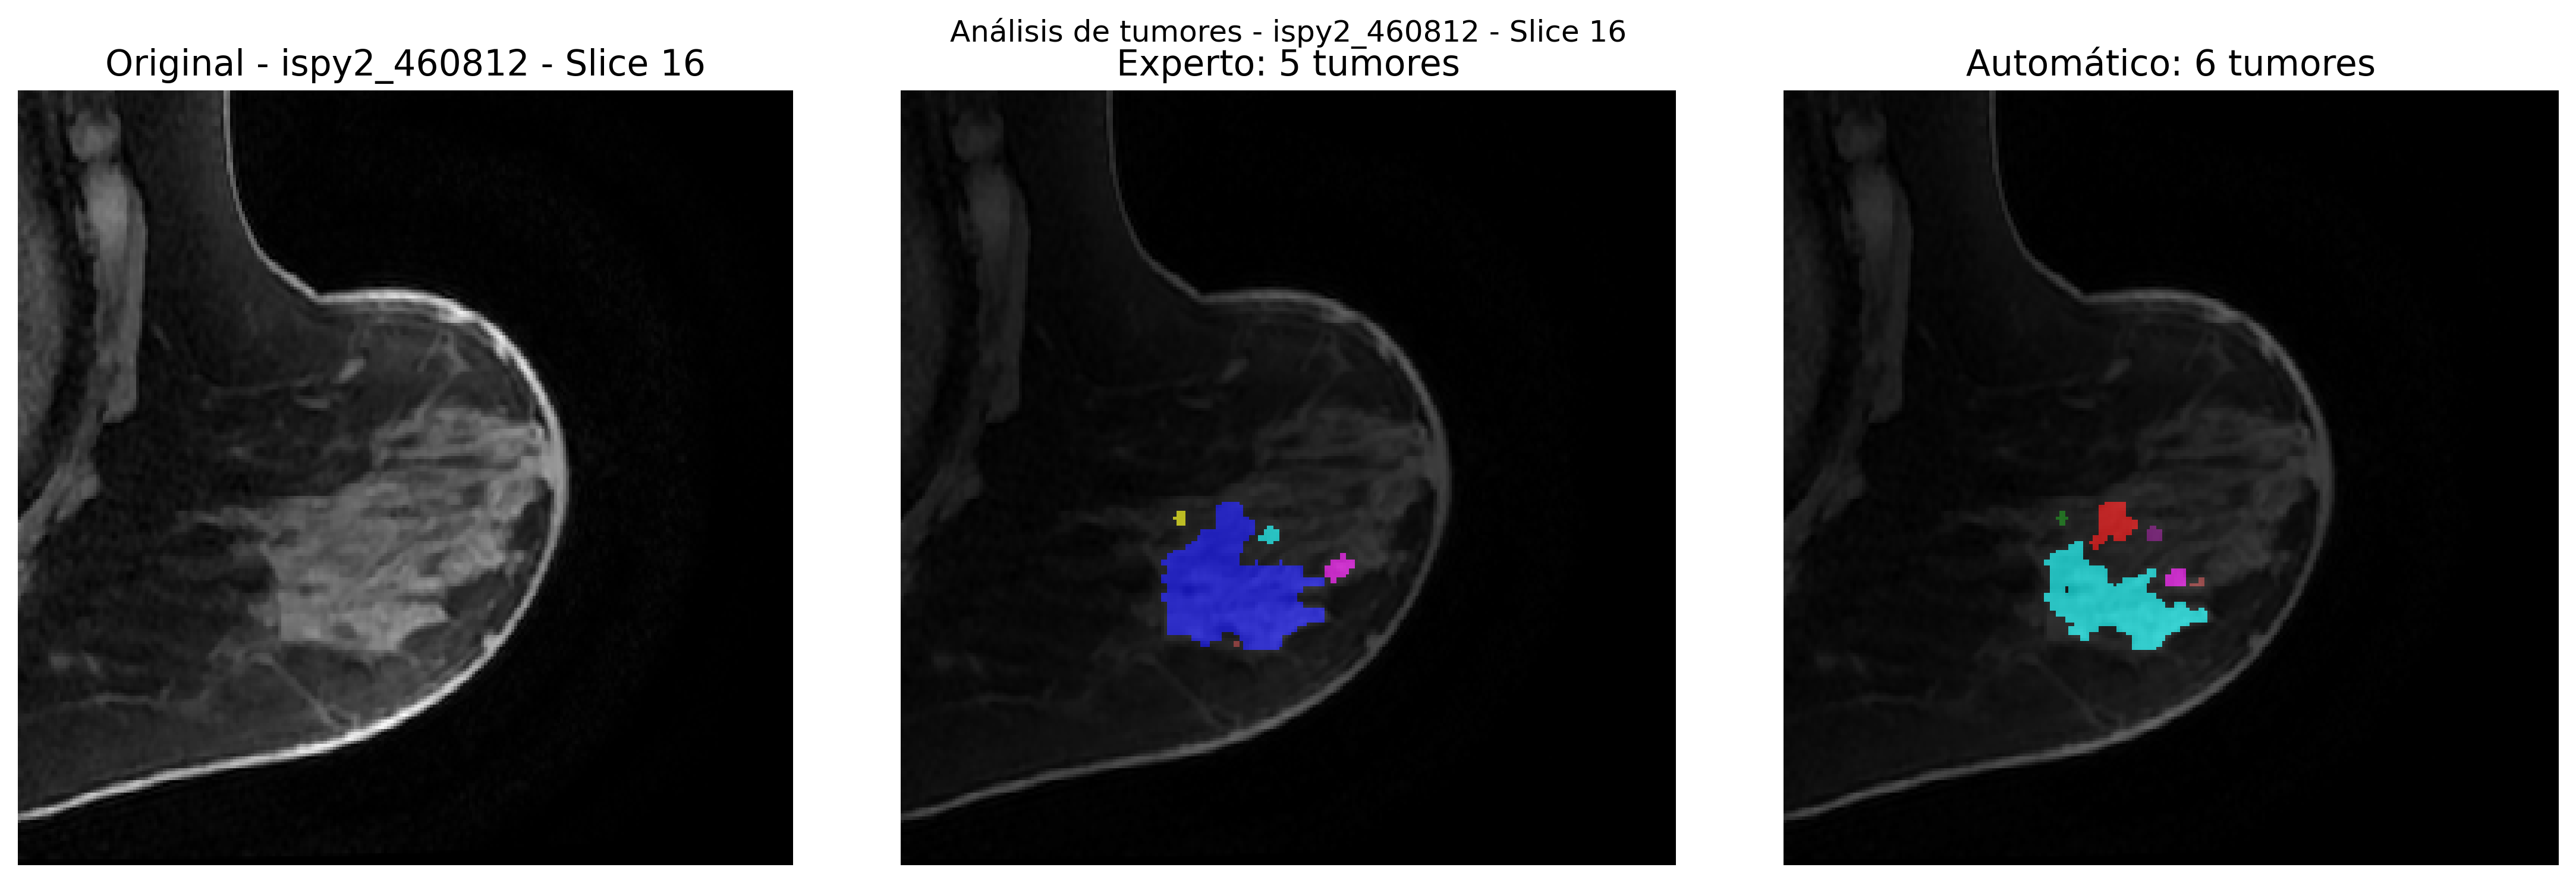 Análisis de tumores - ispy2_460812 - Slice 16
Original - ispy2_460812 - Slice 16
Experto: 5 tumores
Automático: 6 tumores